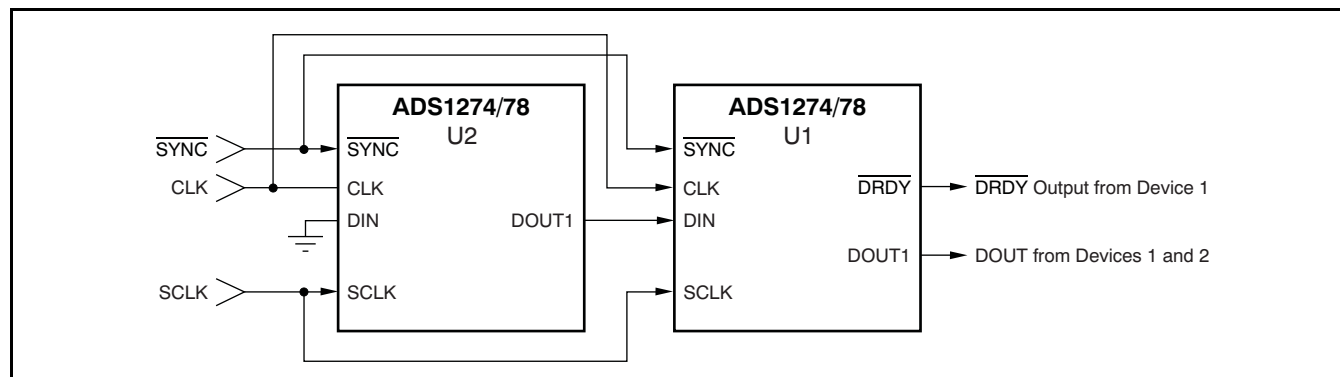 ADS1274/78
U2
SYNC
CLK
DIN
DOUT1
SCLK
ADS1274/78
U1
SYNC
CLK
DIN
SCLK
DRDY
DOUT1
SYNC
CLK
SCLK
DRDY Output from Device 1
DOUT from Devices 1 and 2